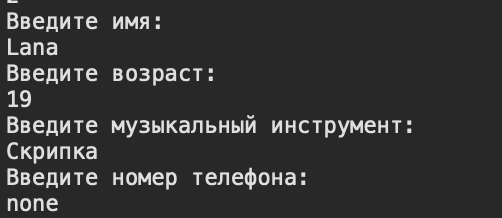 Введите имя:
Lana
Введите возраст:
19
Введите музыкальный инструмент:
Скрипка
Введите номер телефона:
none